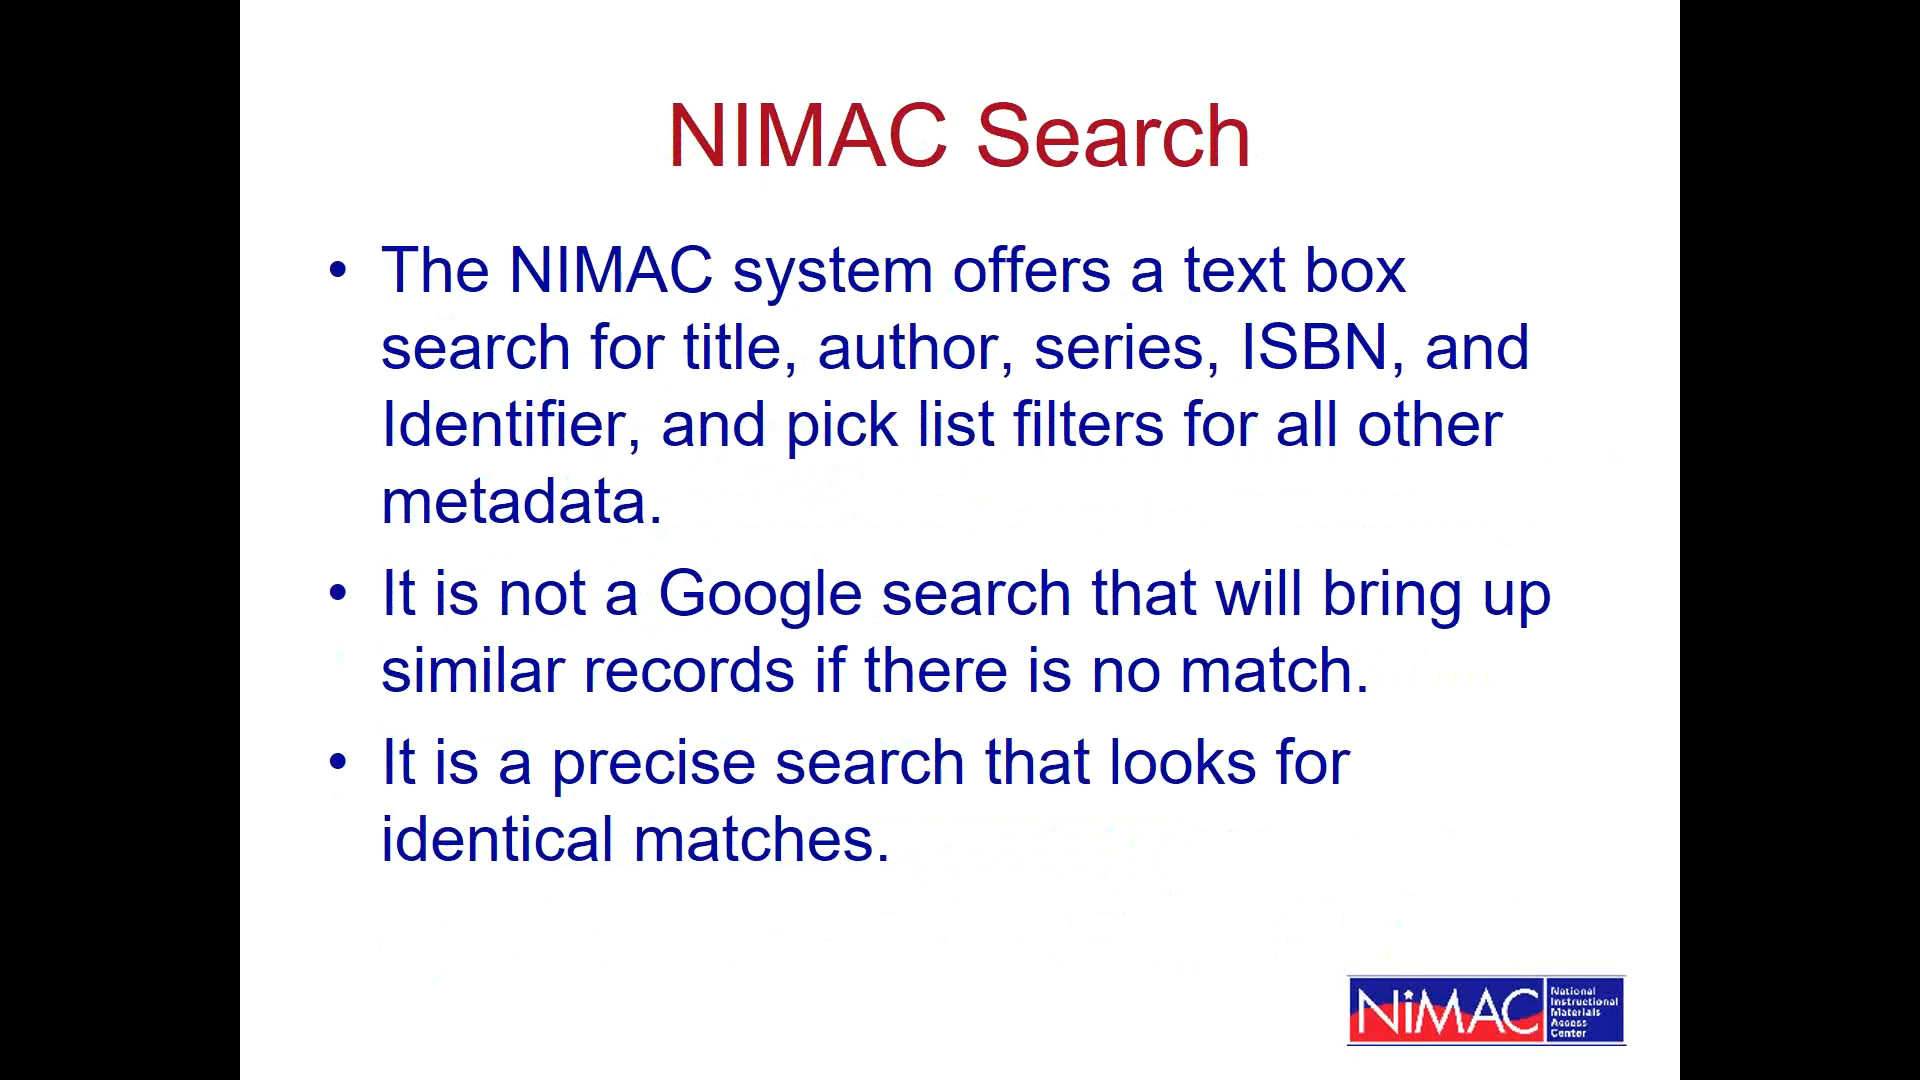 NIMAC Search
• The NIMAC system offers a text box
search for title, author, series, ISBN, and
Identifier, and pick list filters for all other
metadata.
• It is not a Google search that will bring up
similar records if there is no match.
• It is a precise search that looks for
identical matches.
NiMAC
National
Instructional
Materials
Access
Center